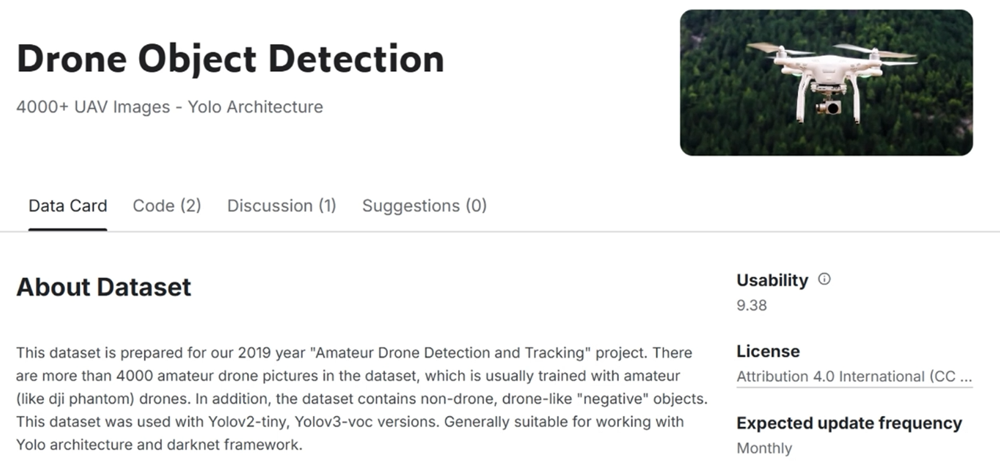 Drone Object Detection
4000+ UAV Images - Yolo Architecture
Data Card
Code (2)
Discussion (1)
Suggestions (0)
About Dataset
This dataset is prepared for our 2019 year "Amateur Drone Detection and Tracking" project. There
are more than 4000 amateur drone pictures in the dataset, which is usually trained with amateur
(like dji phantom) drones. In addition, the dataset contains non-drone, drone-like "negative" objects.
This dataset was used with Yolov2-tiny, Yolov3-voc versions. Generally suitable for working with
Yolo architecture and darknet framework.
Usability
9.38
License
Attribution 4.0 International (CC ...
Expected update frequency
Monthly